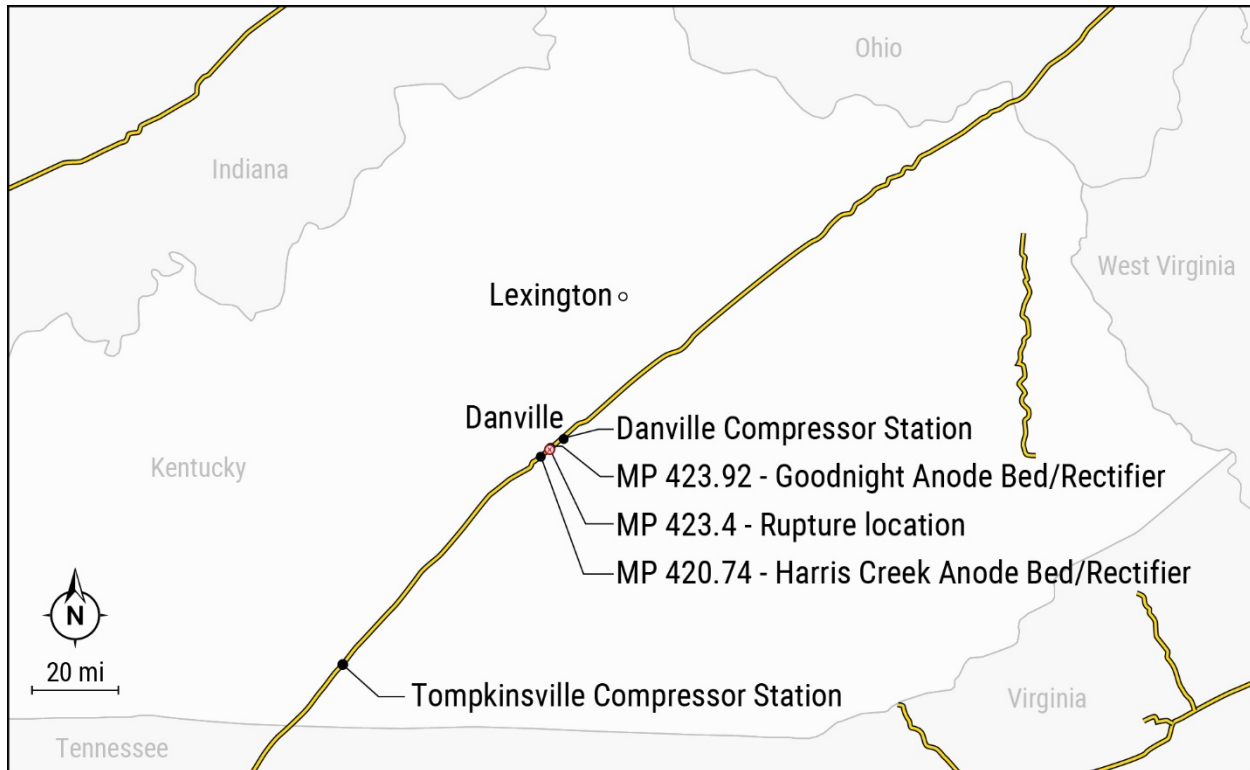 Ohio
Indiana
West Virginia
Lexington
Danville
Danville Compressor Station
Kentucky
MP 423.92 - Goodnight Anode Bed/Rectifier
MP 423.4 - Rupture location
MP 420.74 - Harris Creek Anode Bed/Rectifier
N
20 mi
Tompkinsville Compressor Station
Virginia
Tennessee